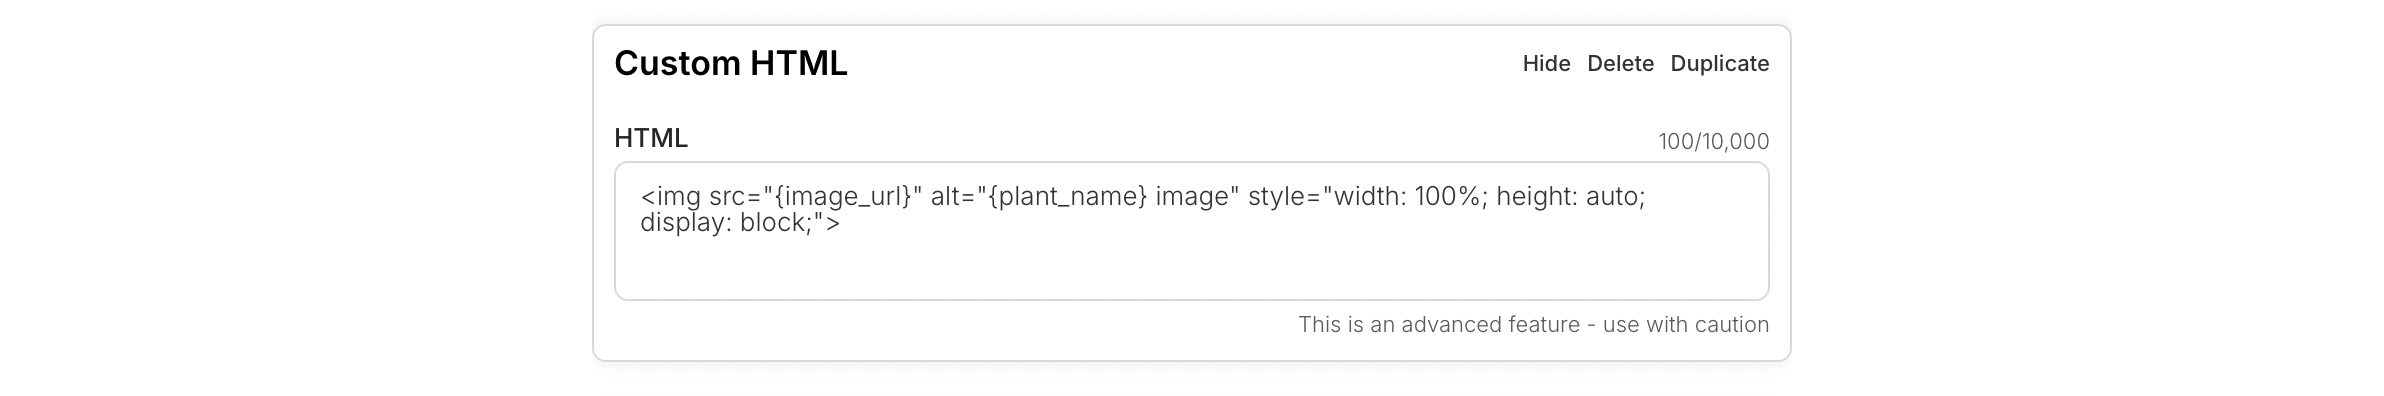 Custom HTML
Hide Delete Duplicate
HTML
100/10,000
<img src="{image_url}" alt="{plant_name} image" style="width: 100%; height: auto;
display: block;">
This is an advanced feature - use with caution